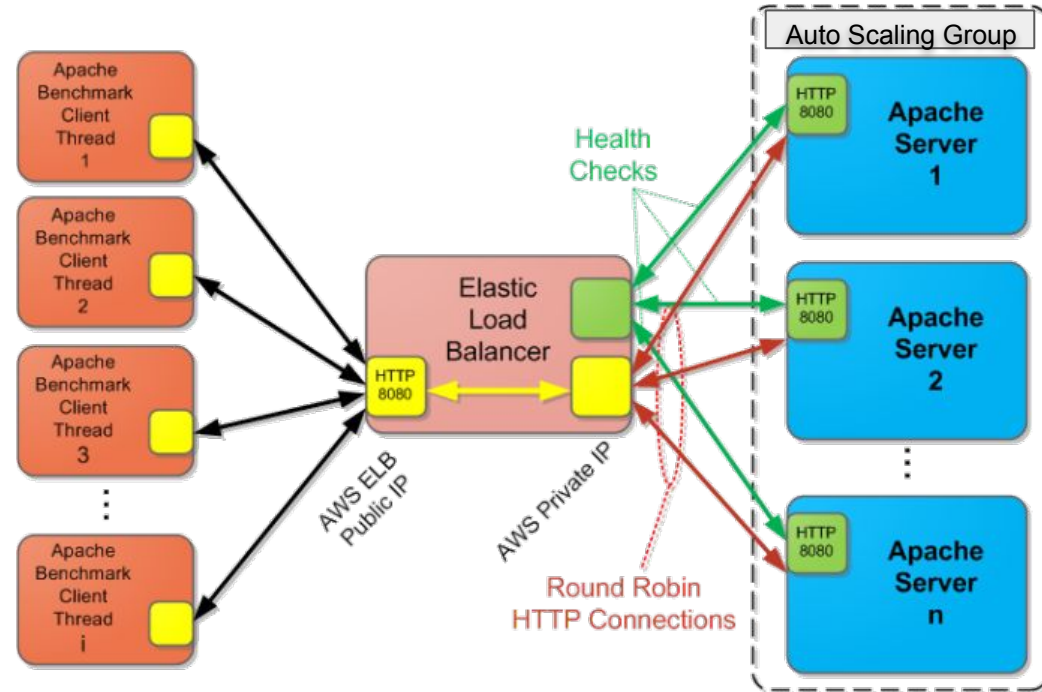 Apache
Benchmark
Client
Thread
1
Apache
Benchmark
Client
Thread
2
Apache
Benchmark
Client
Thread
3
⋮
Apache
Benchmark
Client
Thread
i
Elastic
Load
Balancer
HTTP
8080
AWS ELB
Public IP
AWS Private IP
Health
Checks
Round Robin
HTTP Connections
Auto Scaling Group
HTTP
8080
Apache
Server
1
HTTP
8080
Apache
Server
2
⋮
HTTP
8080
Apache
Server
n